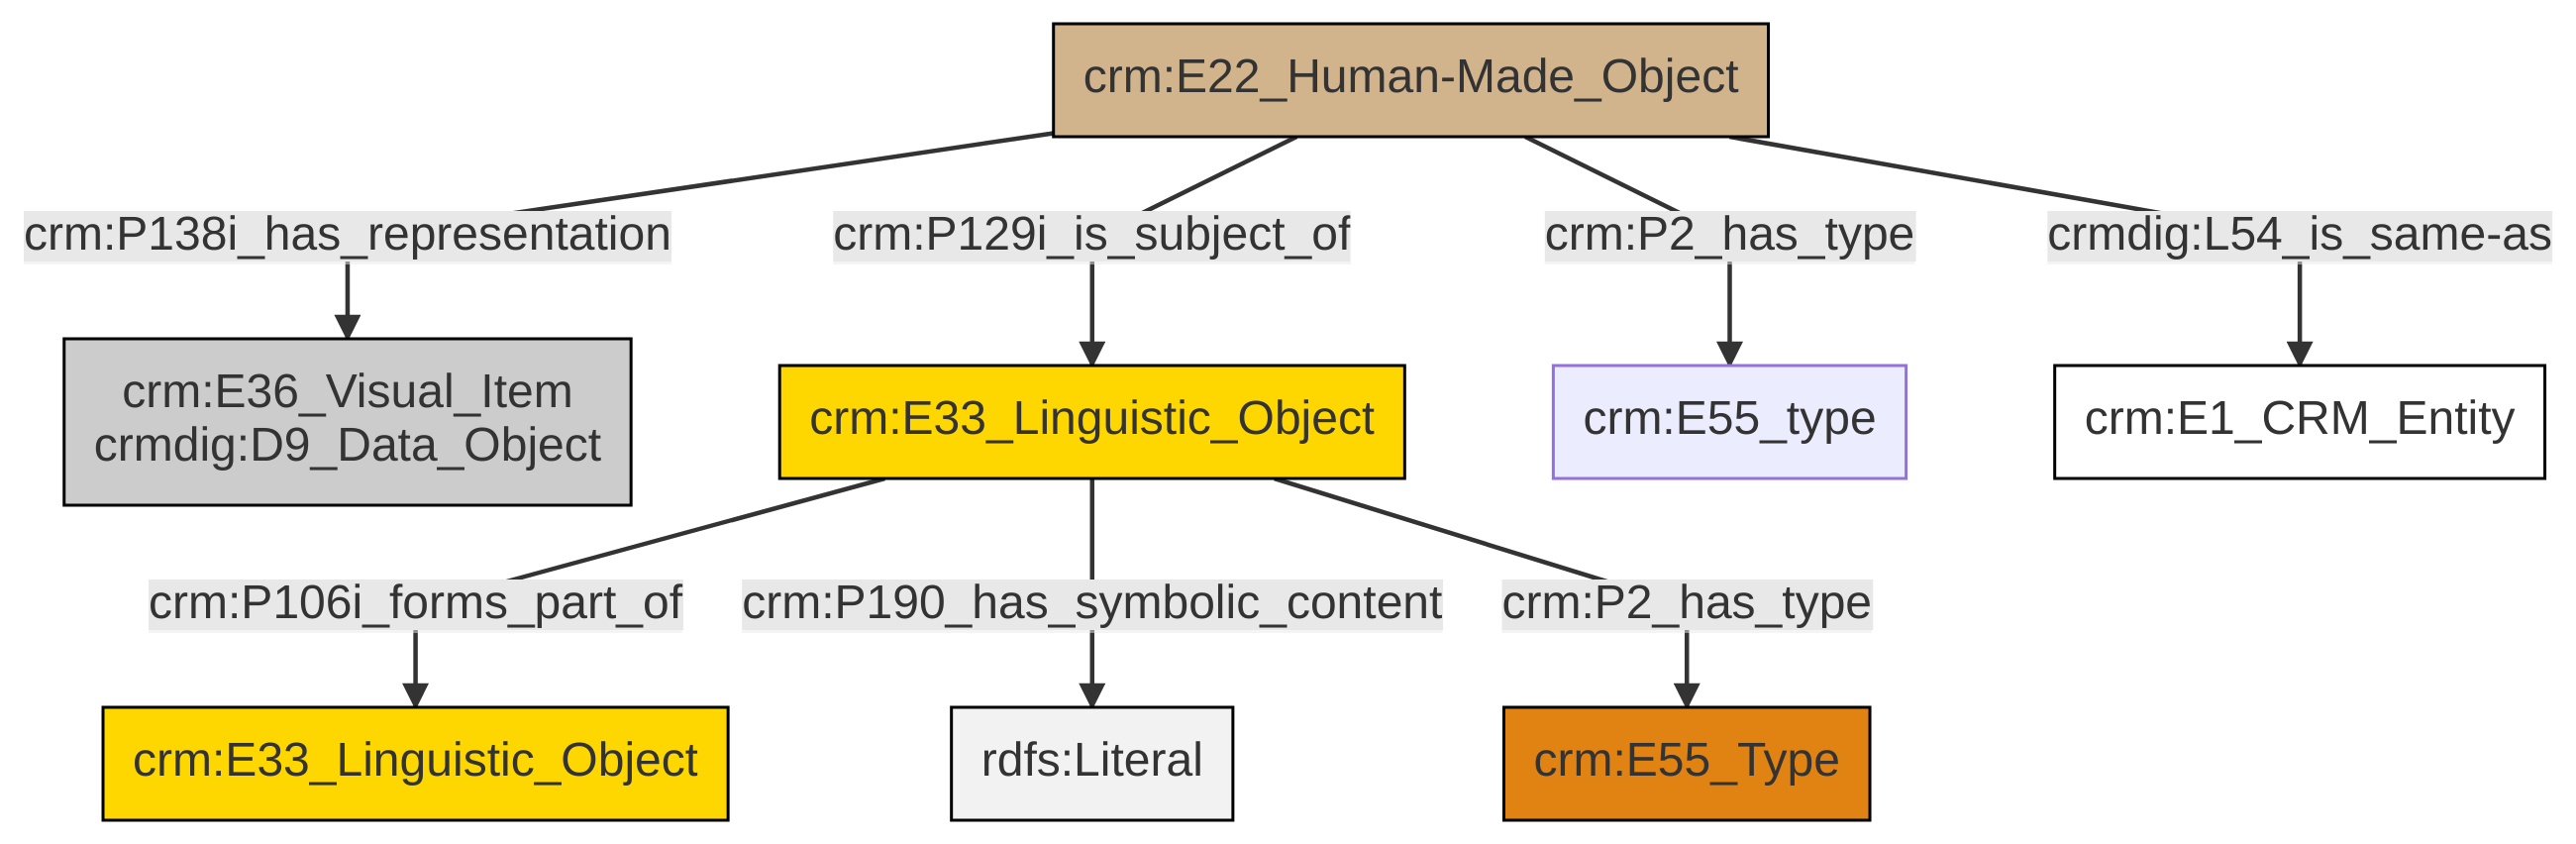 crm:E22_Human-Made_Object
crm:P138i_has_representation
crm:P129i_is_subject_of
crm:P2_has_type
crmdig:L54_is_same-as
crm:E36_Visual_Item
crmdig:D9_Data_Object
crm:E33_Linguistic_Object
crm:E55_type
crm:E1_CRM_Entity
crm:P106i_forms_part_of
crm:P190_has_symbolic_content
crm:P2_has_type
crm:E33_Linguistic_Object
rdfs:Literal
crm:E55_Type